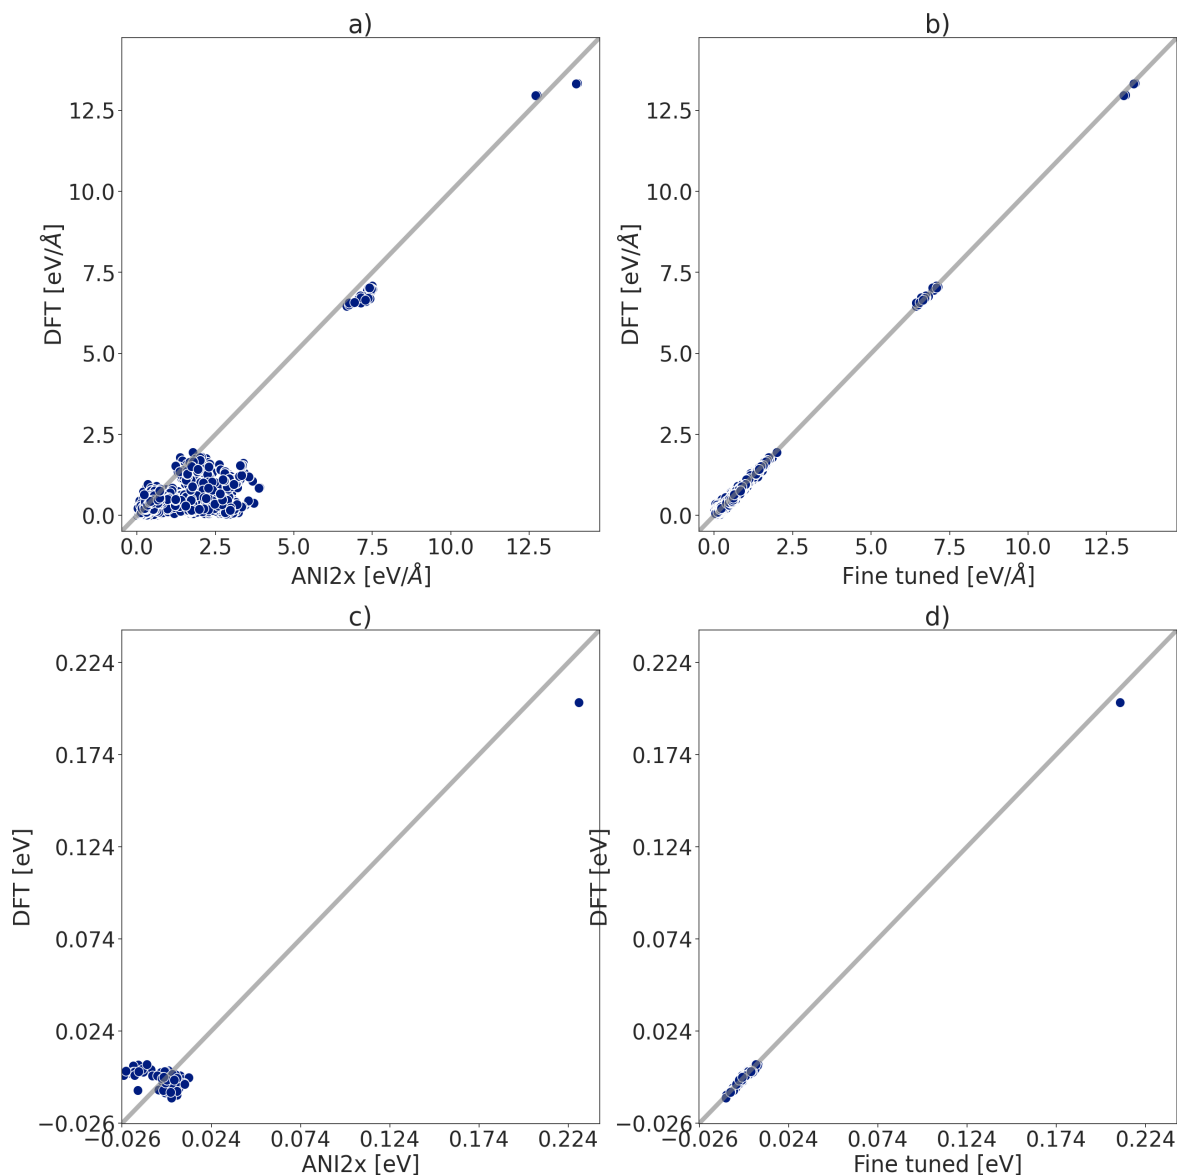 a)
b)
12.5
10.0
7.5
5.0
2.5
0.0
DFT [eV/Å]
0.0 2.5 5.0 7.5 10.0 12.5
ANI2x [eV/Å]
12.5
10.0
7.5
5.0
2.5
0.0
DFT [eV/Å]
0.0 2.5 5.0 7.5 10.0 12.5
Fine tuned [eV/Å]
c)
d)
0.224
0.174
0.124
0.074
0.024
−0.026
DFT [eV]
−0.026 0.024 0.074 0.124 0.174 0.224
ANI2x [eV]
0.224
0.174
0.124
0.074
0.024
−0.026
DFT [eV]
−0.026 0.024 0.074 0.124 0.174 0.224
Fine tuned [eV]